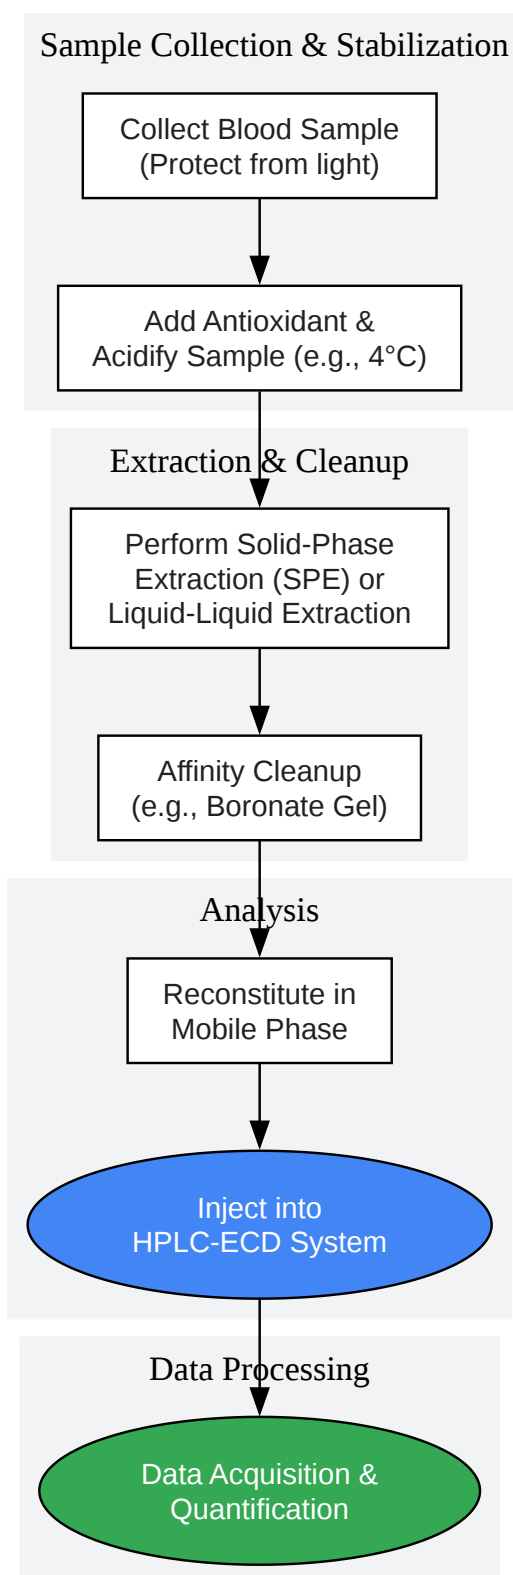 Sample Collection & Stabilization
Collect Blood Sample
(Protect from light)
Add Antioxidant &
Acidify Sample (e.g., 4°C)
Extraction & Cleanup
Perform Solid-Phase
Extraction (SPE) or
Liquid-Liquid Extraction
Affinity Cleanup
(e.g., Boronate Gel)
Analysis
Reconstitute in
Mobile Phase
Inject into
HPLC-ECD System
Data Processing
Data Acquisition &
Quantification